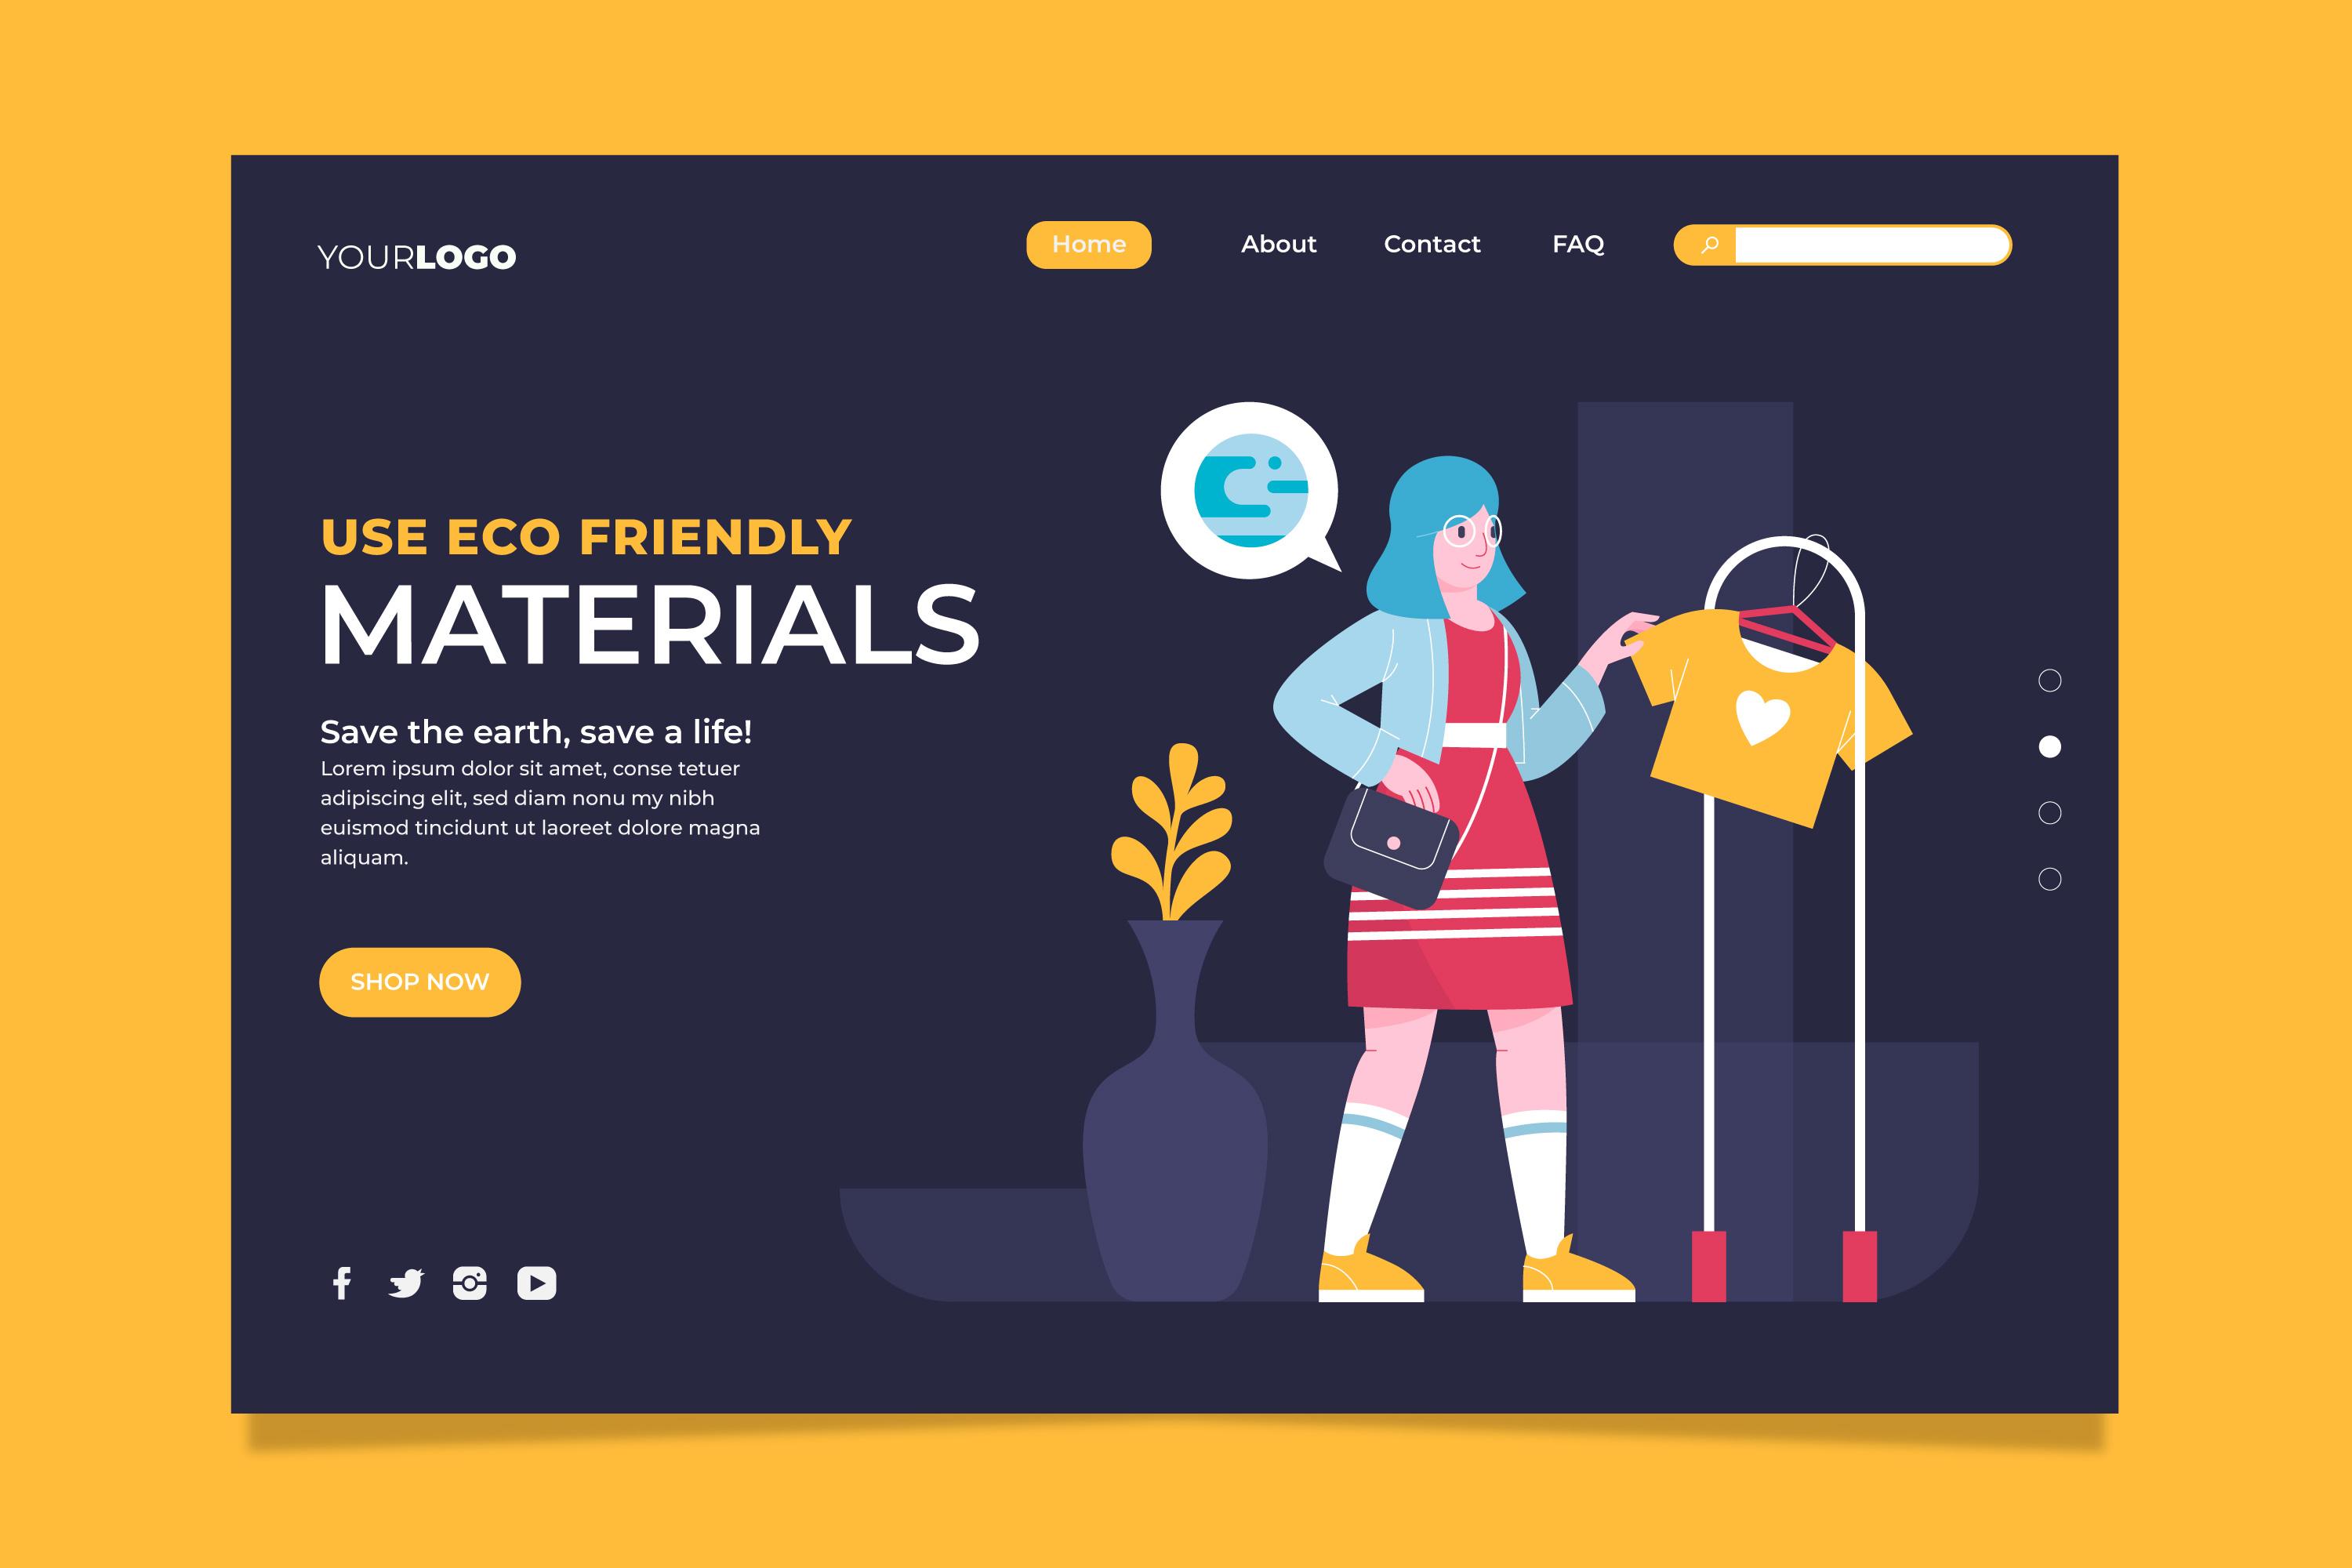 YOURLOGO
Home About Contact FAQ
USE ECO FRIENDLY
MATERIALS
Save the earth, save a life!
Lorem ipsum dolor sit amet, conse tetuer
adipiscing elit, sed diam nonu my nibh
euismod tincidunt ut laoreet dolore magna
aliquam.
SHOP NOW